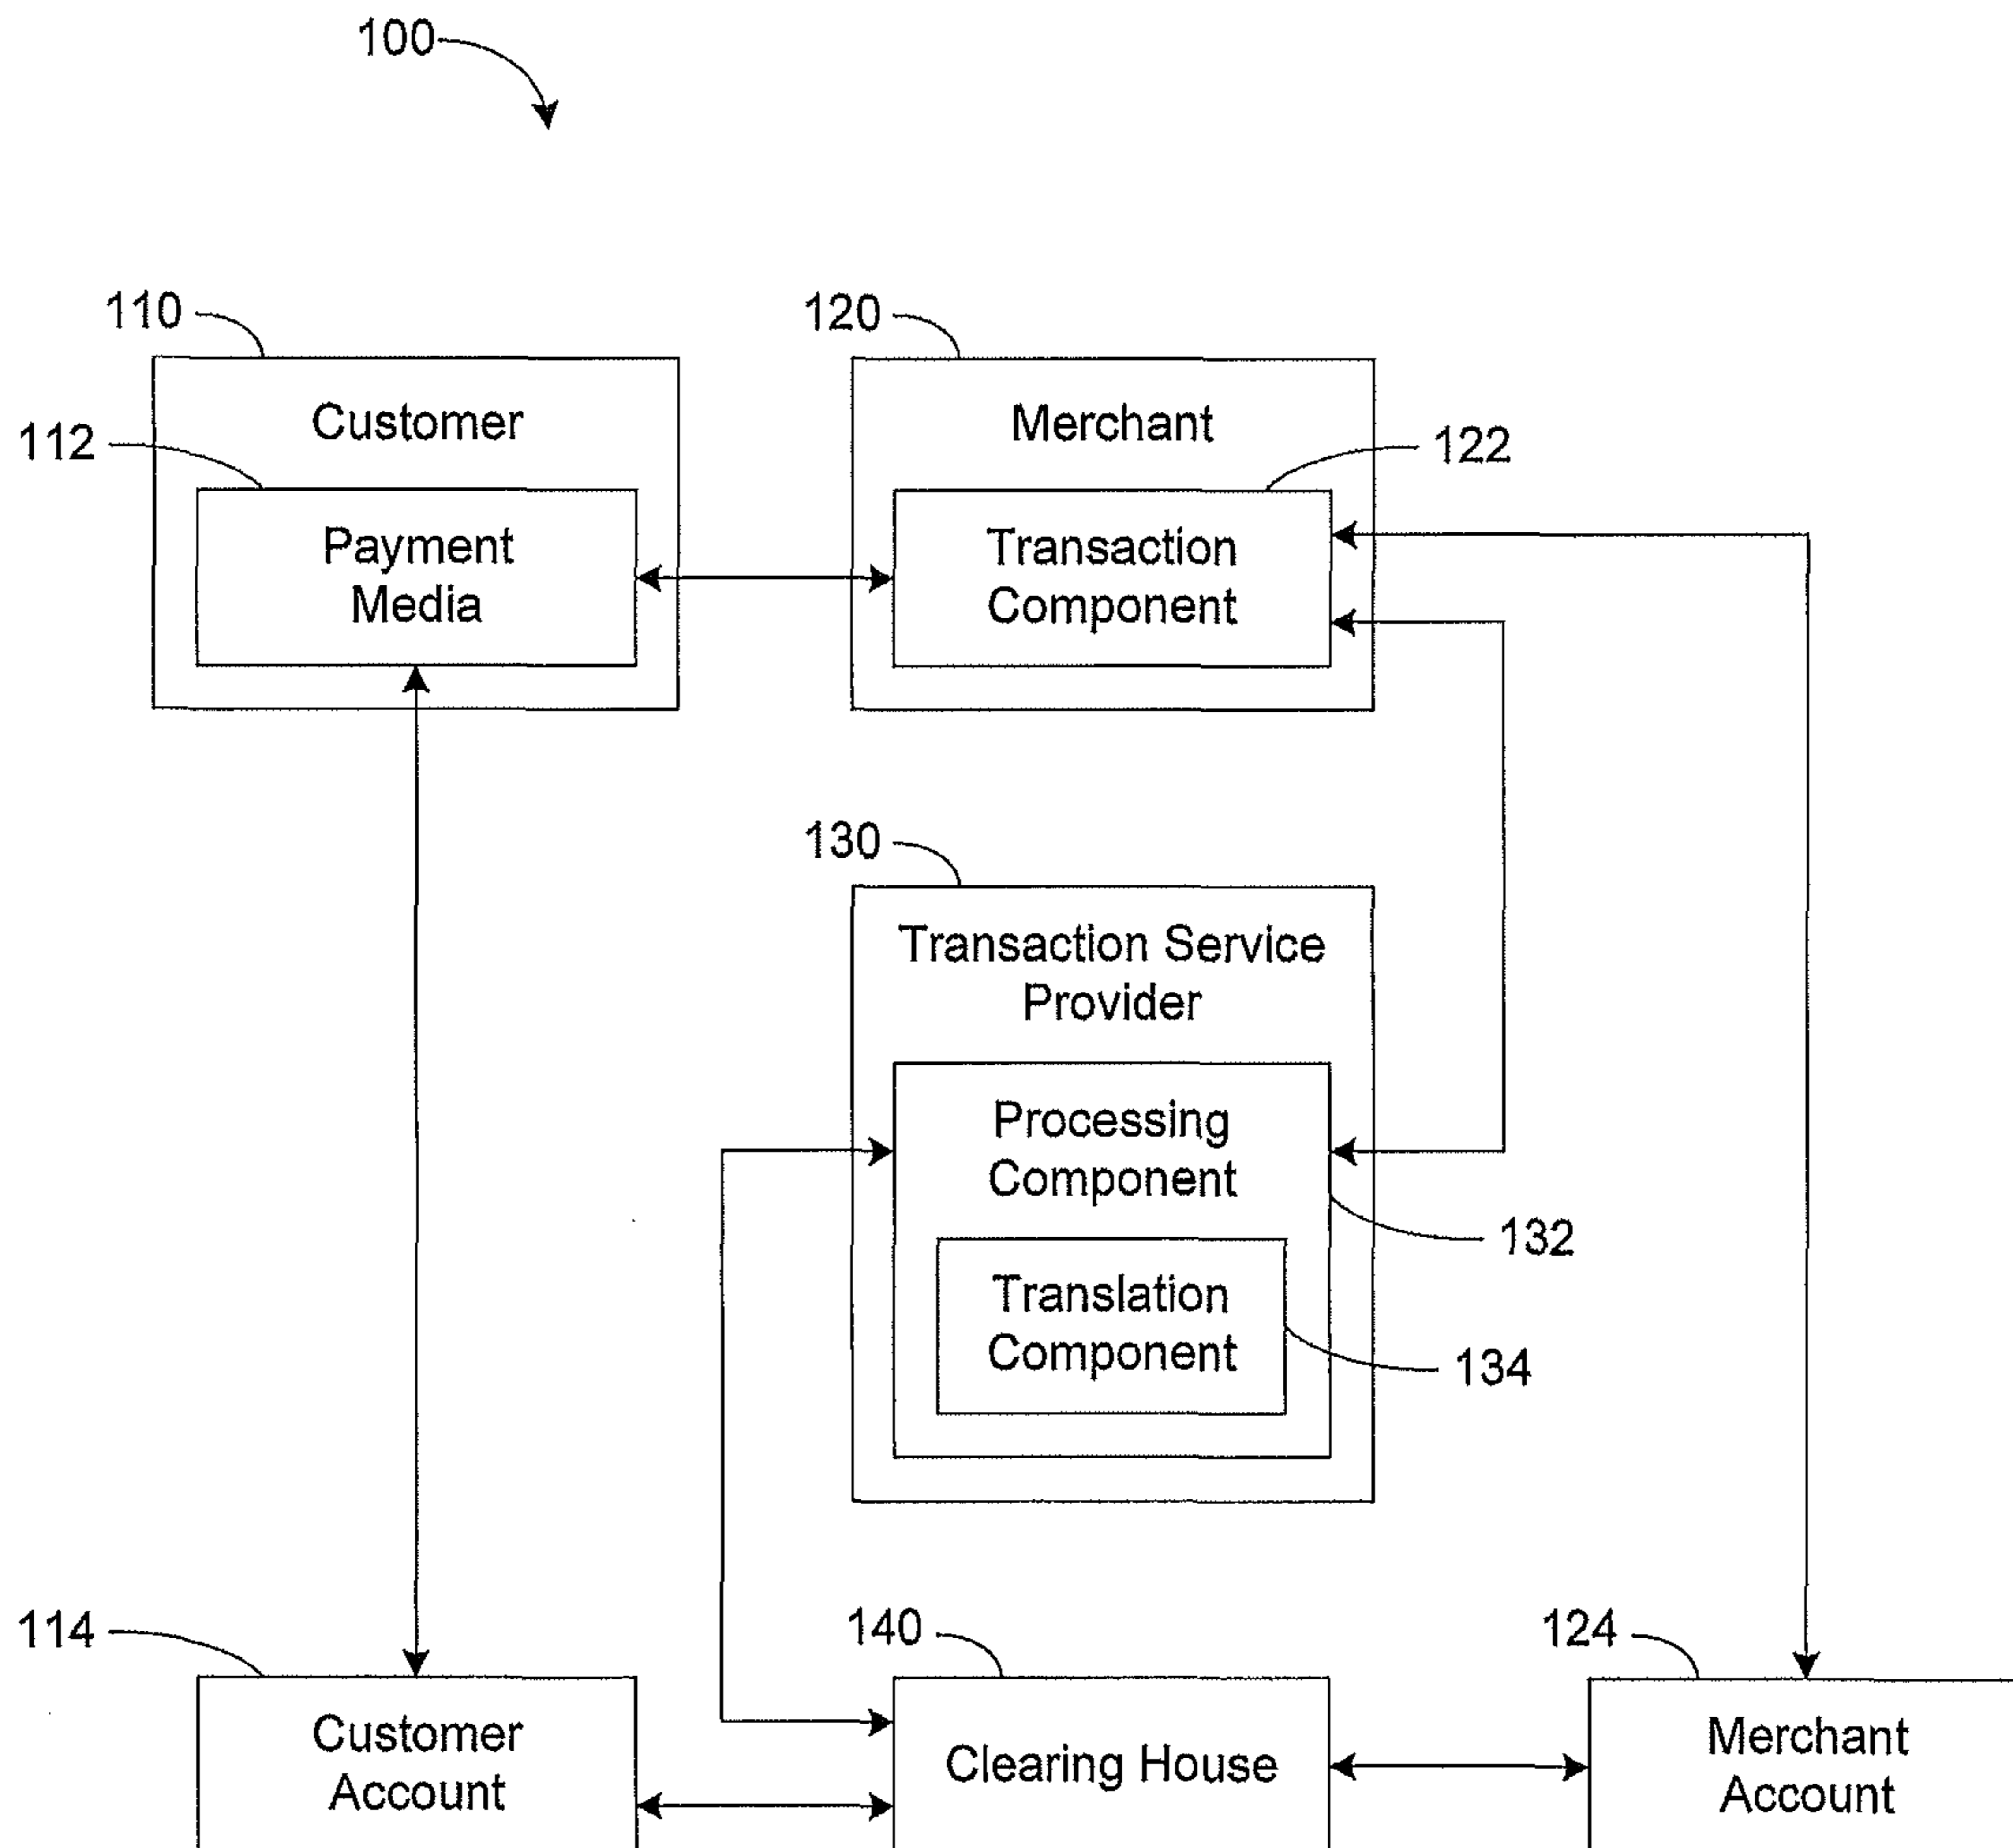 100
110
120
Customer
Merchant
112
122
Payment
Media
Transaction
Component
130
Transaction Service
Provider
Processing
Component
132
Translation
Component
134
114
140
124
Customer
Account
Clearing House
Merchant
Account